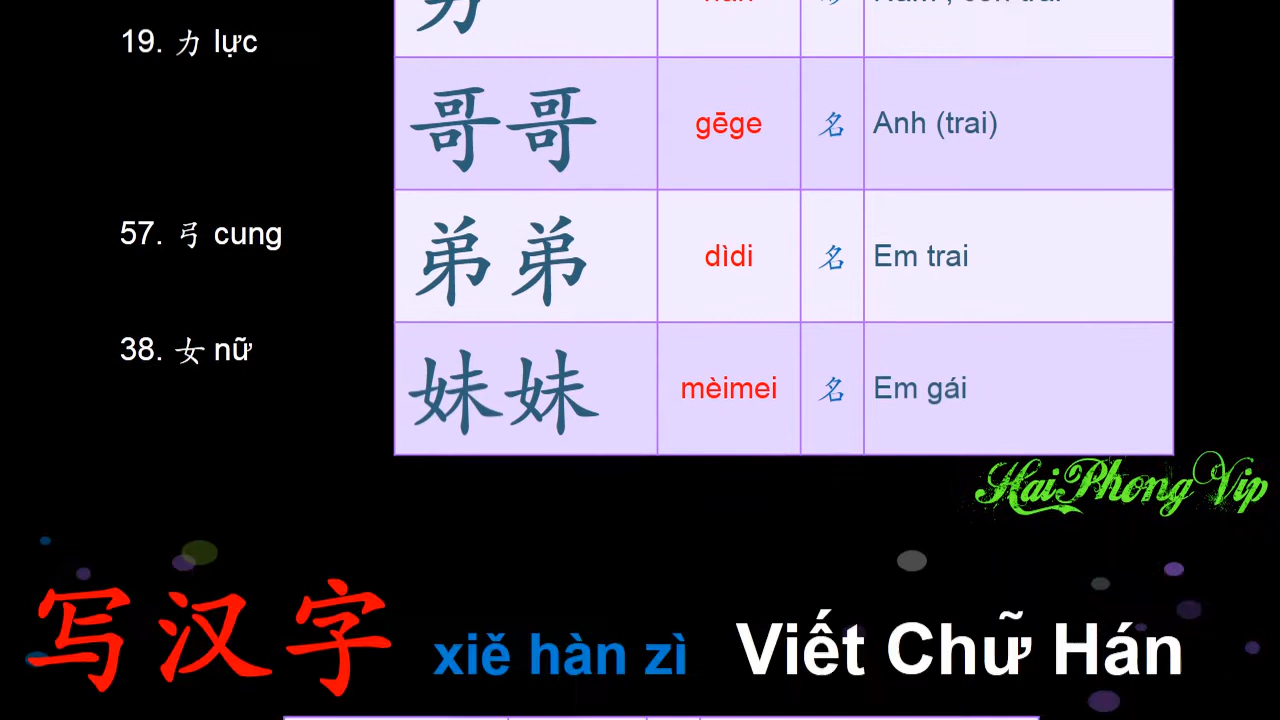 19. 力 lực
哥哥 gēge 名 Anh (trai)
57. 弓 cung
弟弟 dìdi 名 Em trai
38. 女 nữ
妹妹 mèimei 名 Em gái
HaiPhongVip
写汉字 xiě hàn zì Viết Chữ Hán